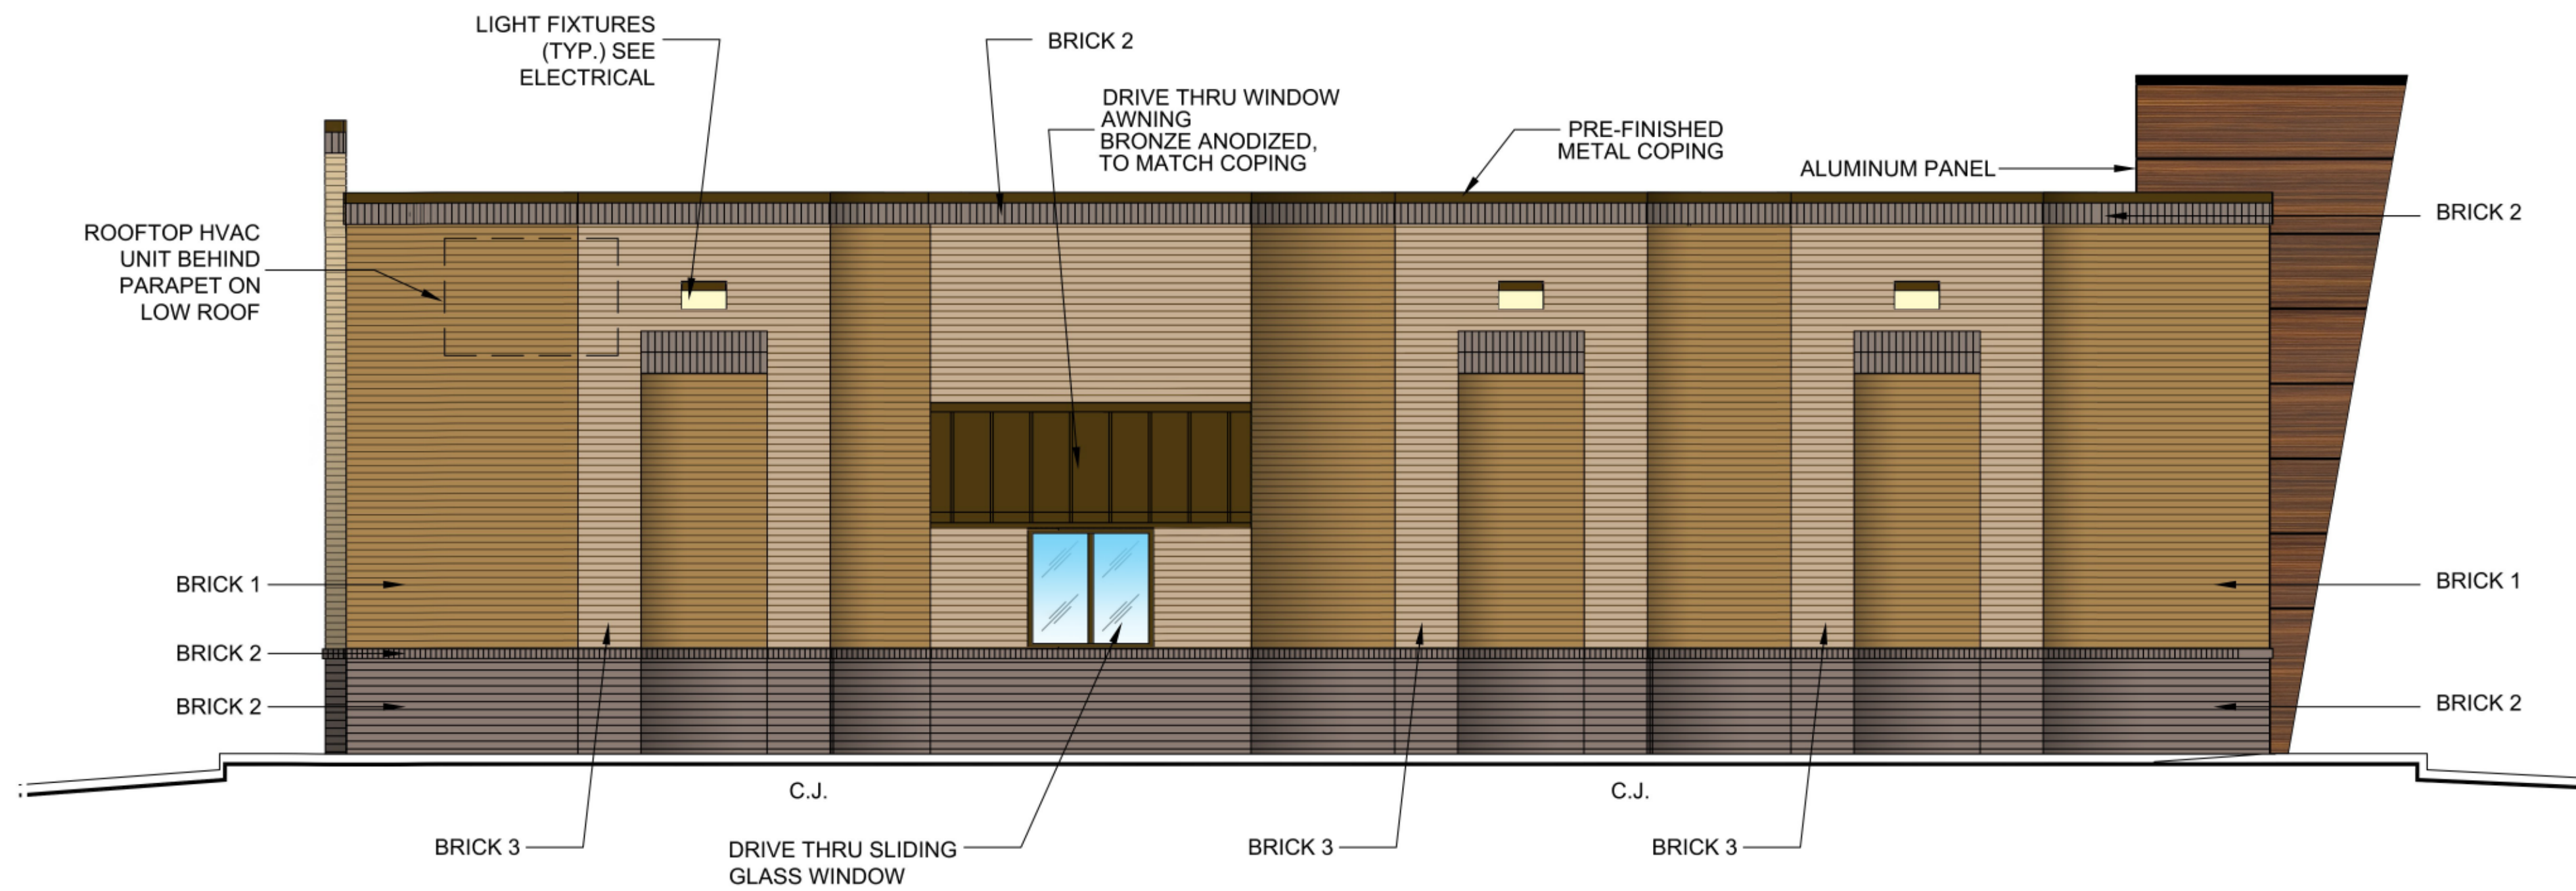 LIGHT FIXTURES
(TYP.) SEE
ELECTRICAL
BRICK 2
DRIVE THRU WINDOW
AWNING
BRONZE ANODIZED,
TO MATCH COPING
PRE-FINISHED
METAL COPING
ALUMINUM PANEL
BRICK 2
ROOFTOP HVAC
UNIT BEHIND
PARAPET ON
LOW ROOF
BRICK 1
BRICK 1
BRICK 2
BRICK 2
BRICK 2
C.J.
C.J.
BRICK 3
DRIVE THRU SLIDING
GLASS WINDOW
BRICK 3
BRICK 3